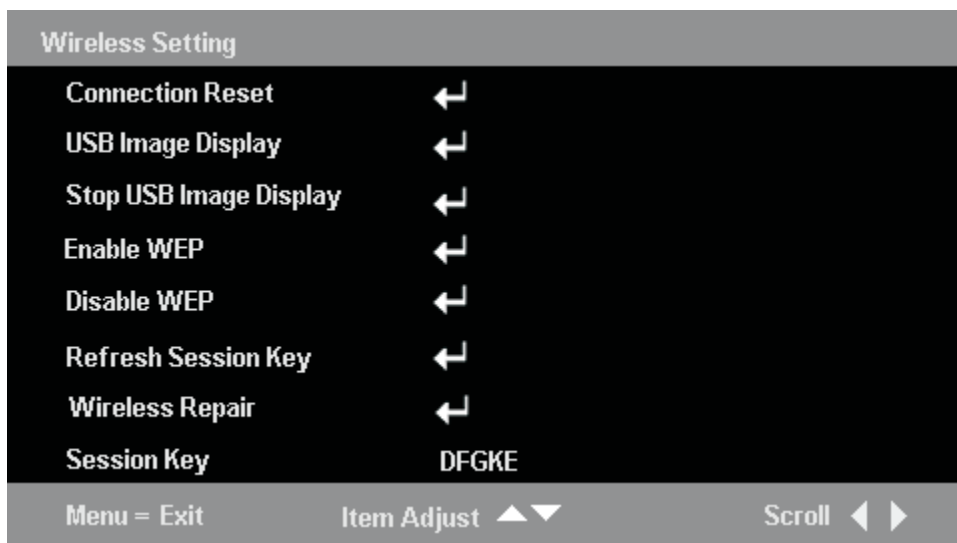 Wireless Setting
Connection Reset ↵
USB Image Display ↵
Stop USB Image Display ↵
Enable WEP ↵
Disable WEP ↵
Refresh Session Key ↵
Wireless Repair ↵
Session Key DFGKE
Menu = Exit Item Adjust ▲▼ Scroll ◀ ▶